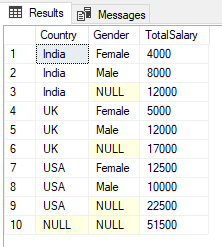 Results Messages
Country Gender TotalSalary
1 India Female 4000
2 India Male 8000
3 India NULL 12000
4 UK Female 5000
5 UK Male 12000
6 UK NULL 17000
7 USA Female 12500
8 USA Male 10000
9 USA NULL 22500
10 NULL NULL 51500